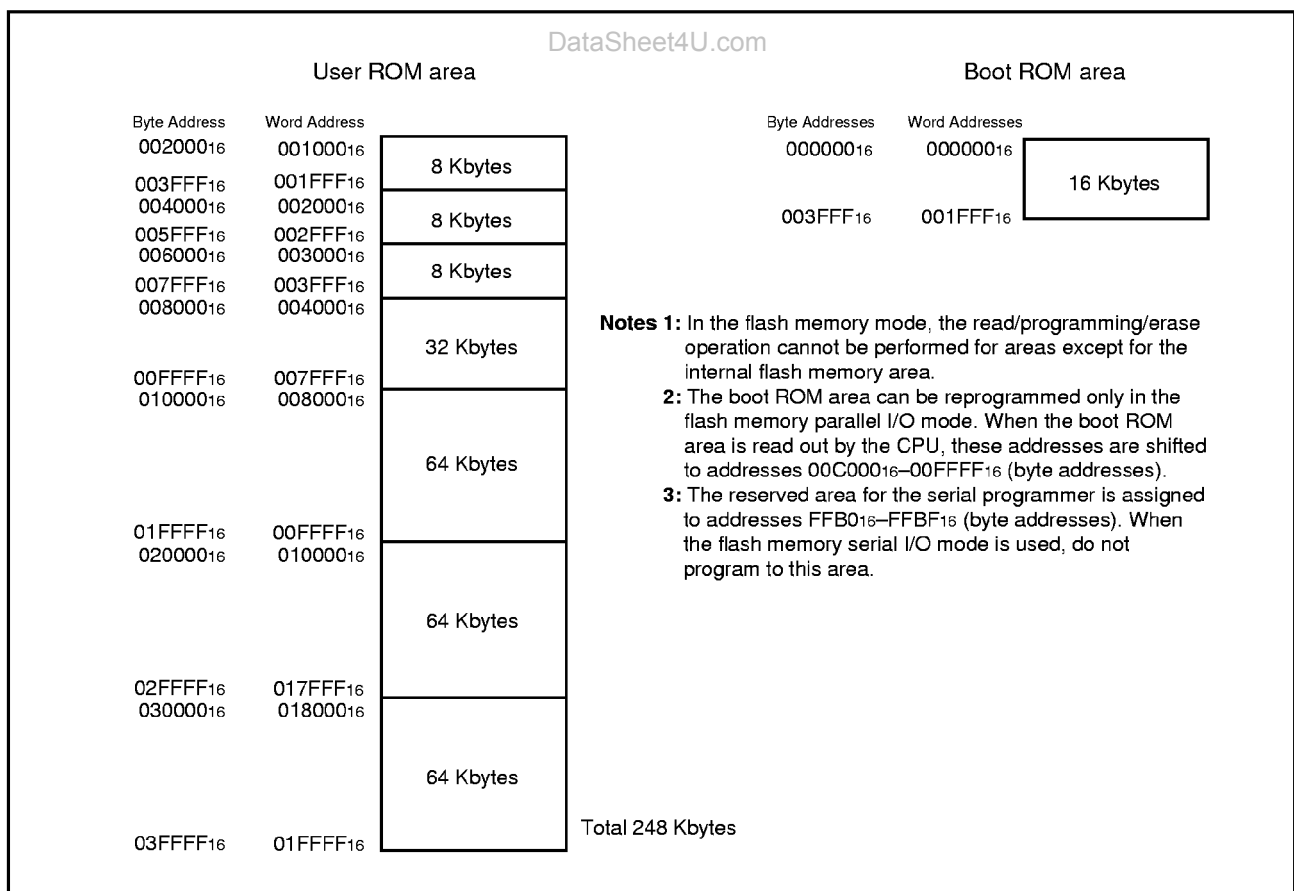 DataSheet4U.com
User ROM area
Byte Address Word Address
002000₁₆ 001000₁₆
8 Kbytes
003FFF₁₆ 001FFF₁₆
004000₁₆ 002000₁₆
8 Kbytes
005FFF₁₆ 002FFF₁₆
006000₁₆ 003000₁₆
8 Kbytes
007FFF₁₆ 003FFF₁₆
008000₁₆ 004000₁₆
32 Kbytes
00FFFF₁₆ 007FFF₁₆
010000₁₆ 008000₁₆
64 Kbytes
01FFFF₁₆ 00FFFF₁₆
020000₁₆ 010000₁₆
64 Kbytes
02FFFF₁₆ 017FFF₁₆
030000₁₆ 018000₁₆
64 Kbytes
03FFFF₁₆ 01FFFF₁₆
Total 248 Kbytes
Boot ROM area
Byte Addresses Word Addresses
000000₁₆ 000000₁₆
16 Kbytes
003FFF₁₆ 001FFF₁₆
Notes 1: In the flash memory mode, the read/programming/erase
operation cannot be performed for areas except for the
internal flash memory area.
2: The boot ROM area can be reprogrammed only in the
flash memory parallel I/O mode. When the boot ROM
area is read out by the CPU, these addresses are shifted
to addresses 00C000₁₆–00FFFF₁₆ (byte addresses).
3: The reserved area for the serial programmer is assigned
to addresses FFB0₁₆–FFBF₁₆ (byte addresses). When
the flash memory serial I/O mode is used, do not
program to this area.